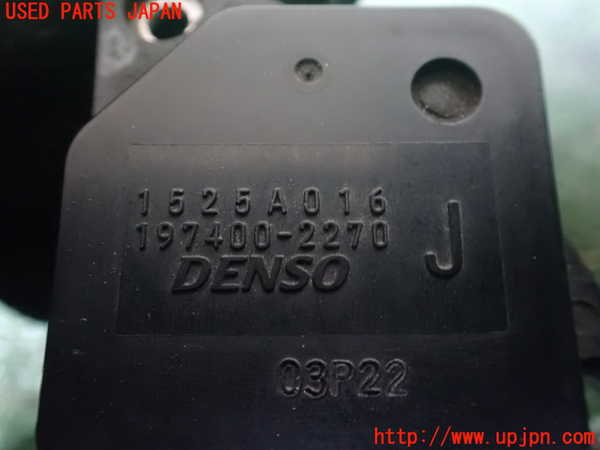 USED PARTS JAPAN
1525A016
197400-2270
DENSO
J
03P22
http://www.upjpn.com/